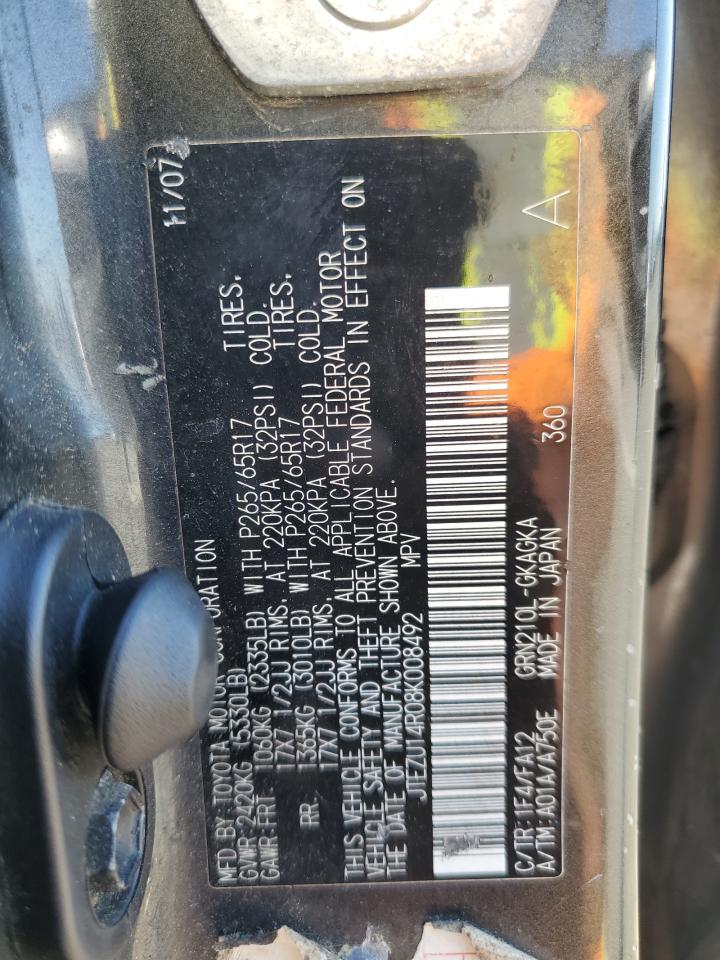 11/07
MFD.BY:TOYOTA MOTOR CORPORATION
GVWR:2420KG (5330LB)
GAWR:FRT. 1060KG (2335LB) WITH P265/65R17 TIRES,
17X7 1/2JJ RIMS, AT 220KPA (32PSI) COLD.
RR. 1365KG (3010LB) WITH P265/65R17 TIRES,
17X7 1/2JJ RIMS, AT 220KPA (32PSI) COLD.
THIS VEHICLE CONFORMS TO ALL APPLICABLE FEDERAL MOTOR
VEHICLE SAFETY AND THEFT PREVENTION STANDARDS IN EFFECT ON
THE DATE OF MANUFACTURE SHOWN ABOVE.
JTEZU14R08K008492 MPV
C/TR:1F4/FA12 GRN210L-GKAGKA 360 A
A/TM:A01A/A750E MADE IN JAPAN